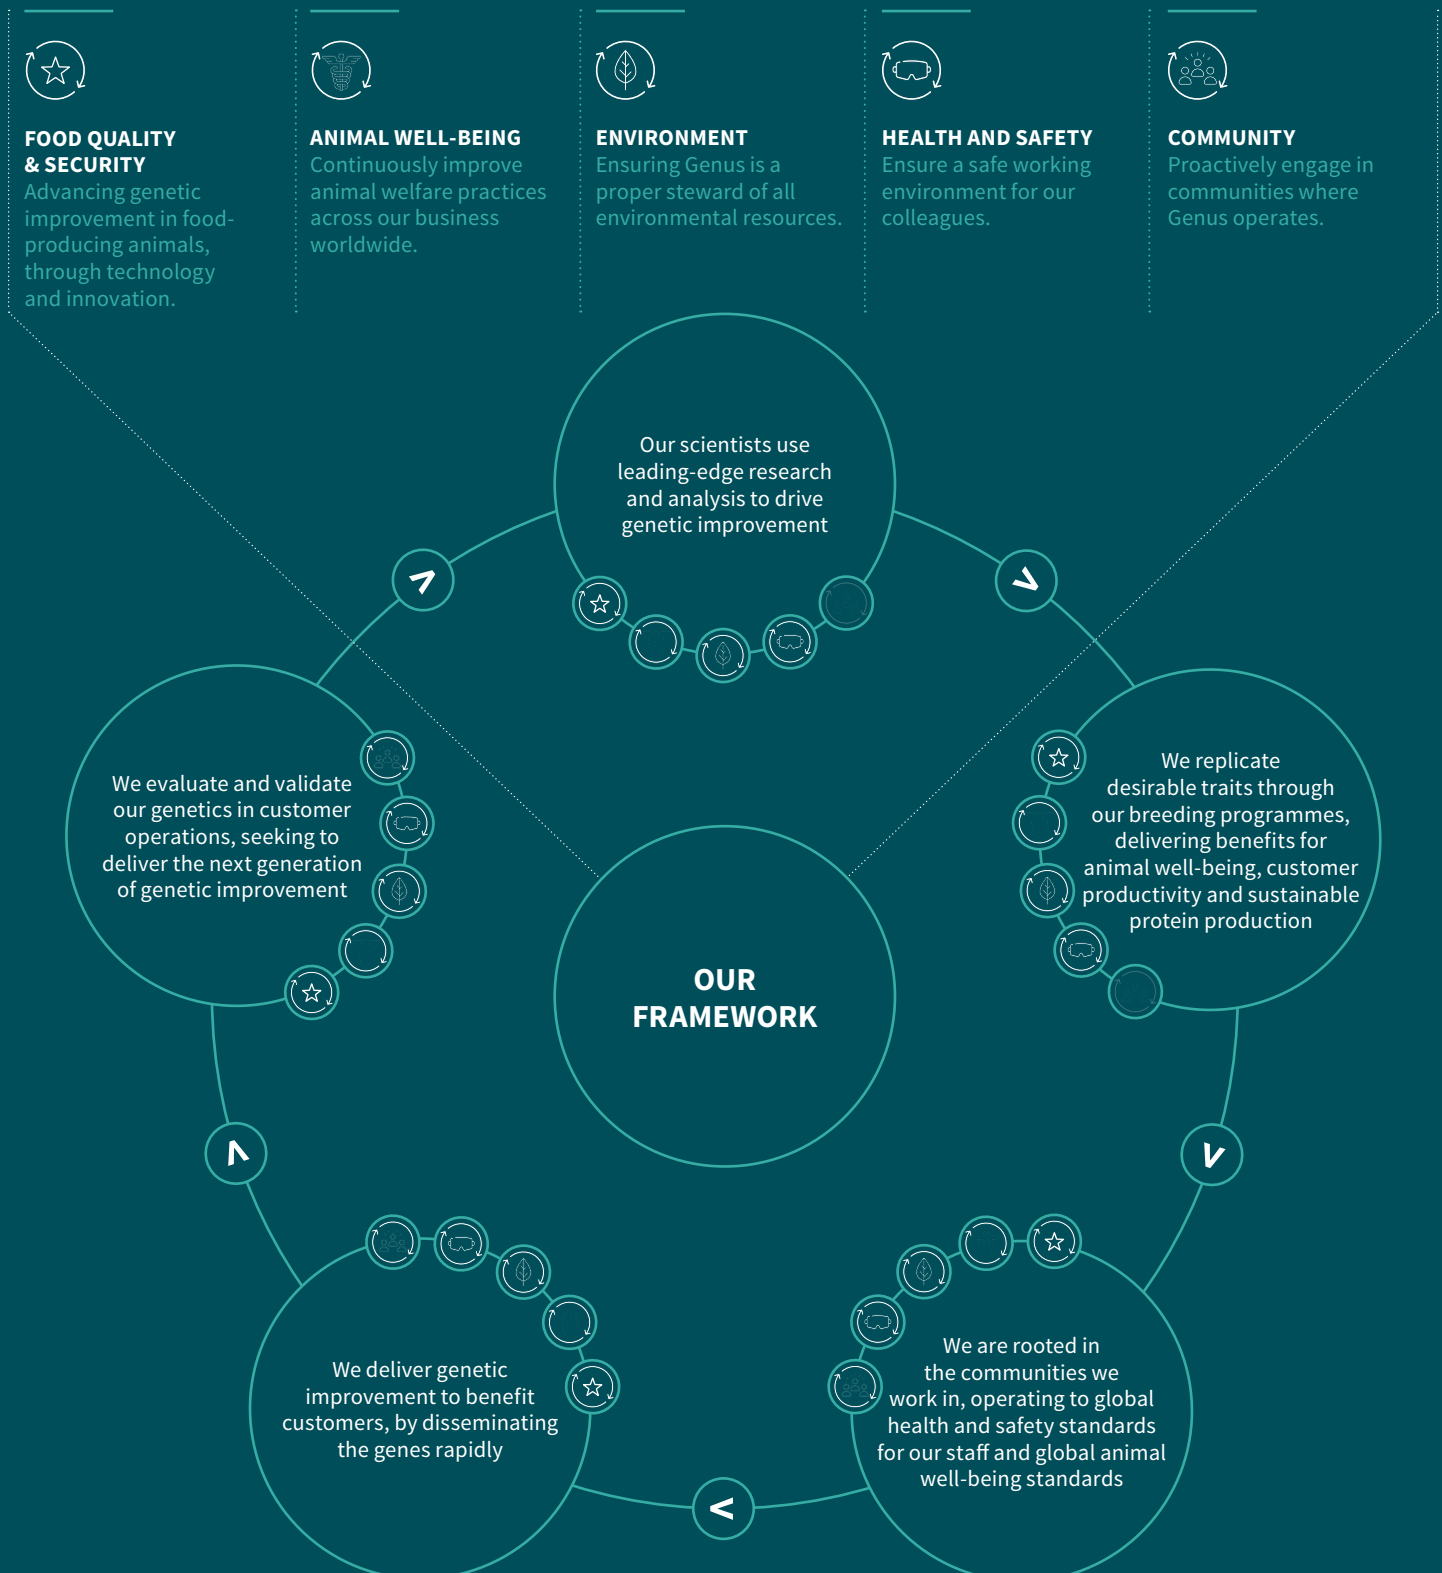 FOOD QUALITY
& SECURITY
Advancing genetic
improvement in food-
producing animals,
through technology
and innovation.
ANIMAL WELL-BEING
Continuously improve
animal welfare practices
across our business
worldwide.
ENVIRONMENT
Ensuring Genus is a
proper steward of all
environmental resources.
HEALTH AND SAFETY
Ensure a safe working
environment for our
colleagues.
COMMUNITY
Proactively engage in
communities where
Genus operates.
Our scientists use
leading-edge research
and analysis to drive
genetic improvement
We evaluate and validate
our genetics in customer
operations, seeking to
deliver the next generation
of genetic improvement
We replicate
desirable traits through
our breeding programmes,
delivering benefits for
animal well-being, customer
productivity and sustainable
protein production
OUR
FRAMEWORK
We deliver genetic
improvement to benefit
customers, by disseminating
the genes rapidly
We are rooted in
the communities we
work in, operating to global
health and safety standards
for our staff and global animal
well-being standards